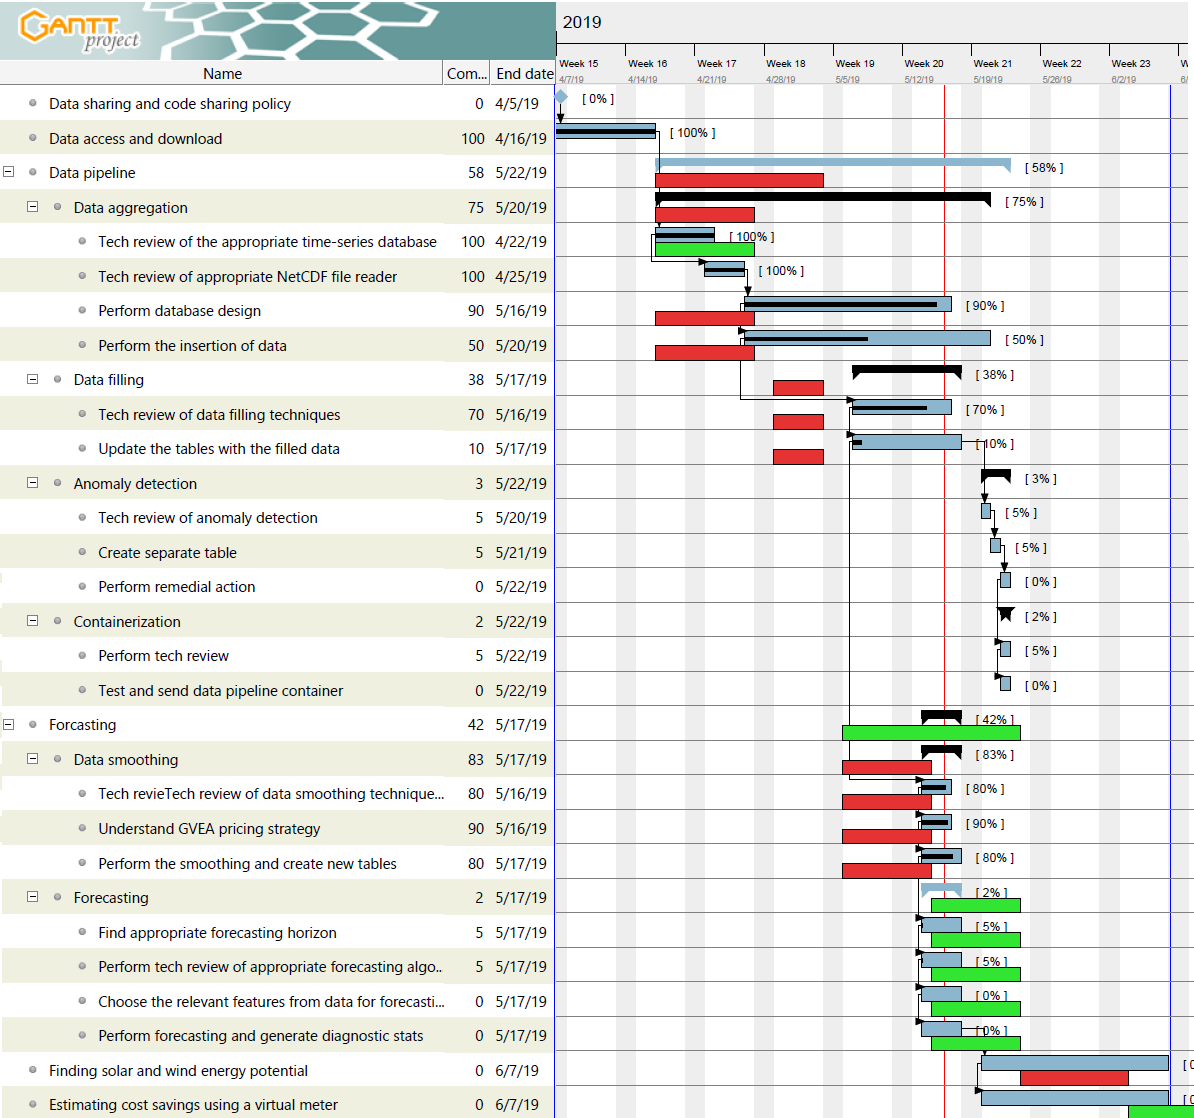 GANTT
project
2019
Week 15 Week 16 Week 17 Week 18 Week 19 Week 20 Week 21 Week 22 Week 23 W
4/7/19 4/14/19 4/21/19 4/28/19 5/5/19 5/12/19 5/19/19 5/26/19 6/2/19 6/
Name Com... End date
Data sharing and code sharing policy 0 4/5/19 [ 0% ]
Data access and download 100 4/16/19 [ 100% ]
Data pipeline 58 5/22/19 [ 58% ]
Data aggregation 75 5/20/19 [ 75% ]
Tech review of the appropriate time-series database 100 4/22/19 [ 100% ]
Tech review of appropriate NetCDF file reader 100 4/25/19 [ 100% ]
Perform database design 90 5/16/19 [ 90% ]
Perform the insertion of data 50 5/20/19 [ 50% ]
Data filling 38 5/17/19 [ 38% ]
Tech review of data filling techniques 70 5/16/19 [ 70% ]
Update the tables with the filled data 10 5/17/19 [ 10% ]
Anomaly detection 3 5/22/19 [ 3% ]
Tech review of anomaly detection 5 5/20/19 [ 5% ]
Create separate table 5 5/21/19 [ 5% ]
Perform remedial action 0 5/22/19 [ 0% ]
Containerization 2 5/22/19 [ 2% ]
Perform tech review 5 5/22/19 [ 5% ]
Test and send data pipeline container 0 5/22/19 [ 0% ]
Forcasting 42 5/17/19 [ 42% ]
Data smoothing 83 5/17/19 [ 83% ]
Tech revieTech review of data smoothing technique... 80 5/16/19 [ 80% ]
Understand GVEA pricing strategy 90 5/16/19 [ 90% ]
Perform the smoothing and create new tables 80 5/17/19 [ 80% ]
Forecasting 2 5/17/19 [ 2% ]
Find appropriate forecasting horizon 5 5/17/19 [ 5% ]
Perform tech review of appropriate forecasting algo.. 5 5/17/19 [ 5% ]
Choose the relevant features from data for forecasti... 0 5/17/19 [ 0% ]
Perform forecasting and generate diagnostic stats 0 5/17/19 [ 0% ]
Finding solar and wind energy potential 0 6/7/19 [ 0
Estimating cost savings using a virtual meter 0 6/7/19 [ 0